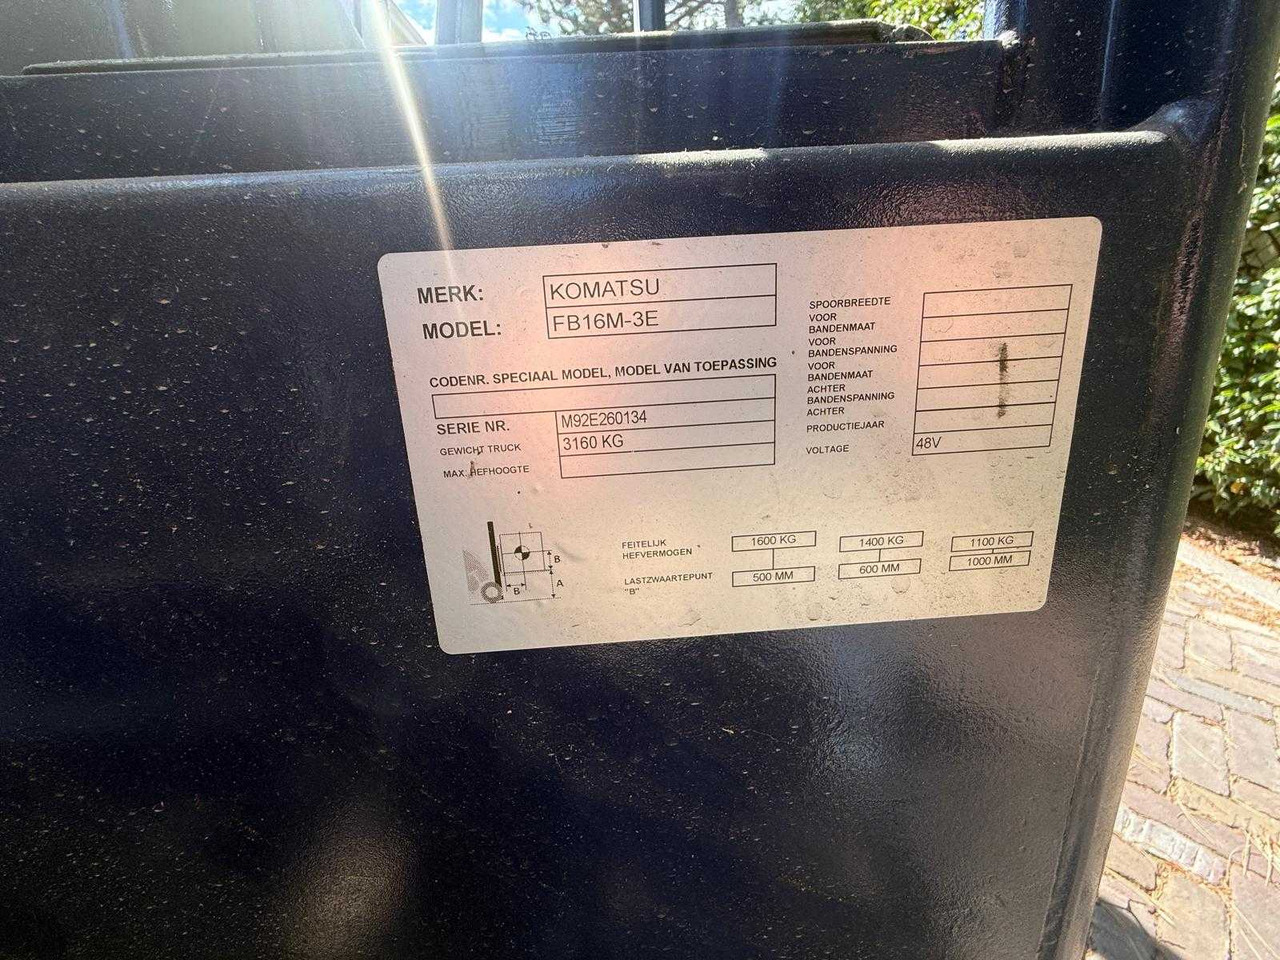 MERK: KOMATSU
MODEL: FB16M-3E
CODENR. SPECIAAL MODEL, MODEL VAN TOEPASSING
SERIE NR. M92E260134
GEWICHT TRUCK 3160 KG
MAX. HEFHOOGTE
SPOORBREEDTE
VOOR
BANDENMAAT
VOOR
BANDENSPANNING
VOOR
BANDENMAAT
ACHTER
BANDENSPANNING
ACHTER
PRODUCTIEJAAR
VOLTAGE 48V
B
A
B
FEITELIJK
HEFVERMOGEN
1600 KG 1400 KG 1100 KG
LASTZWAARTEPUNT
"B"
500 MM 600 MM 1000 MM